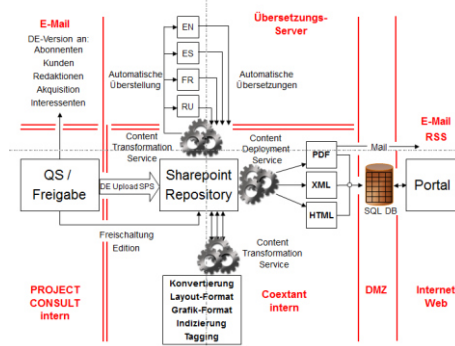 E-Mail
DE-Version an:
Abonnenten
Kunden
Redaktionen
Akquisition
Interessenten
Automatische
Überstellung
EN
ES
FR
RU
Übersetzungs-
Server
Automatische
Übersetzungen
Content
Transformation
Service
Content
Deployment
Service
E-Mail
RSS
Mail
QS /
Freigabe
DE Upload SPS
Sharepoint
Repository
PDF
XML
HTML
SQL DB
Portal
Freischaltung
Edition
Content
Transformation
Service
Konvertierung
Layout-Format
Grafik-Format
Indizierung
Tagging
PROJECT
CONSULT
intern
Coextant
intern
DMZ
Internet
Web